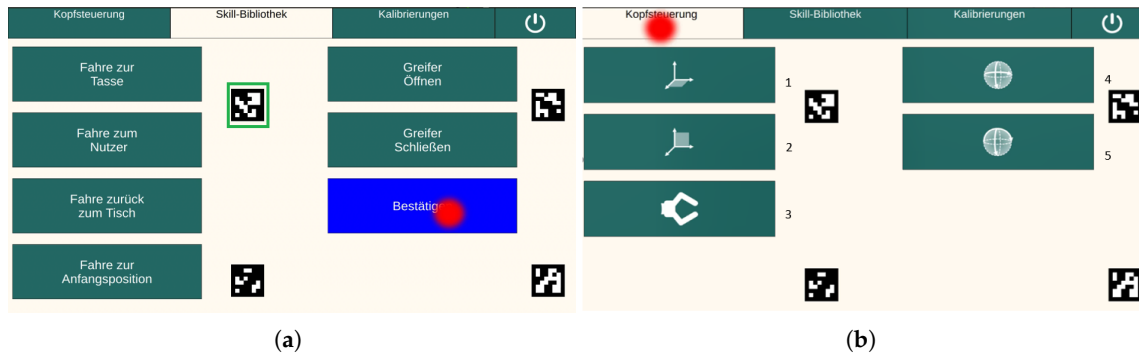 Kopfsteuerung
Skill-Bibliothek
Kalibrierungen
Fahre zur
Tasse
Greifer
Öffnen
Fahre zum
Nutzer
Greifer
Schließen
Fahre zurück
zum Tisch
Bestätig
Fahre zur
Anfangsposition
(a)
Kopfsteuerung
Skill-Bibliothek
Kalibrierungen
1
4
2
5
3
(b)